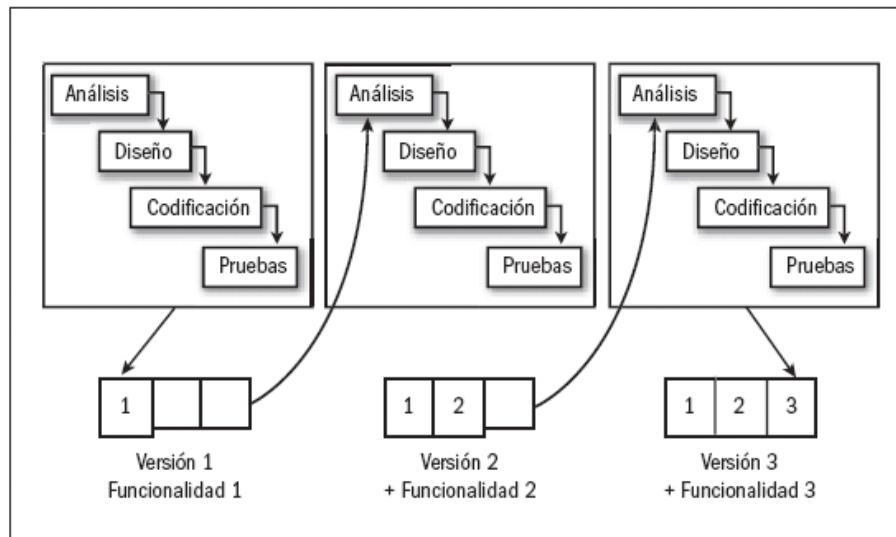 Análisis
Diseño
Codificación
Pruebas
Análisis
Diseño
Codificación
Pruebas
Análisis
Diseño
Codificación
Pruebas
1
1 2
1 2 3
Versión 1
Funcionalidad 1
Versión 2
+ Funcionalidad 2
Versión 3
+ Funcionalidad 3